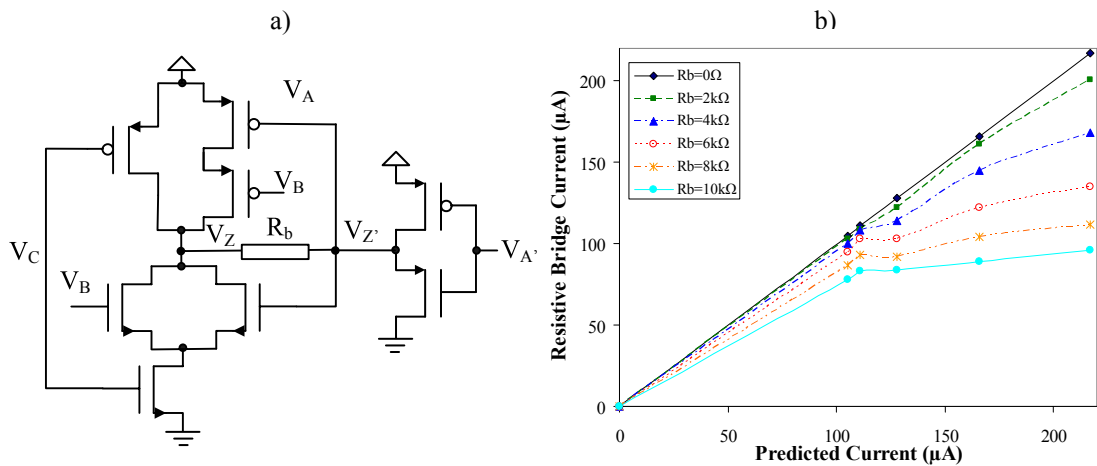 a)
V_A
V_B
V_Z
R_b
V_Z'
V_A'
V_C
V_B
b)
Resistive Bridge Current (µA)
200
150
100
50
0
Rb=0Ω
Rb=2kΩ
Rb=4kΩ
Rb=6kΩ
Rb=8kΩ
Rb=10kΩ
0 50 100 150 200
Predicted Current (µA)